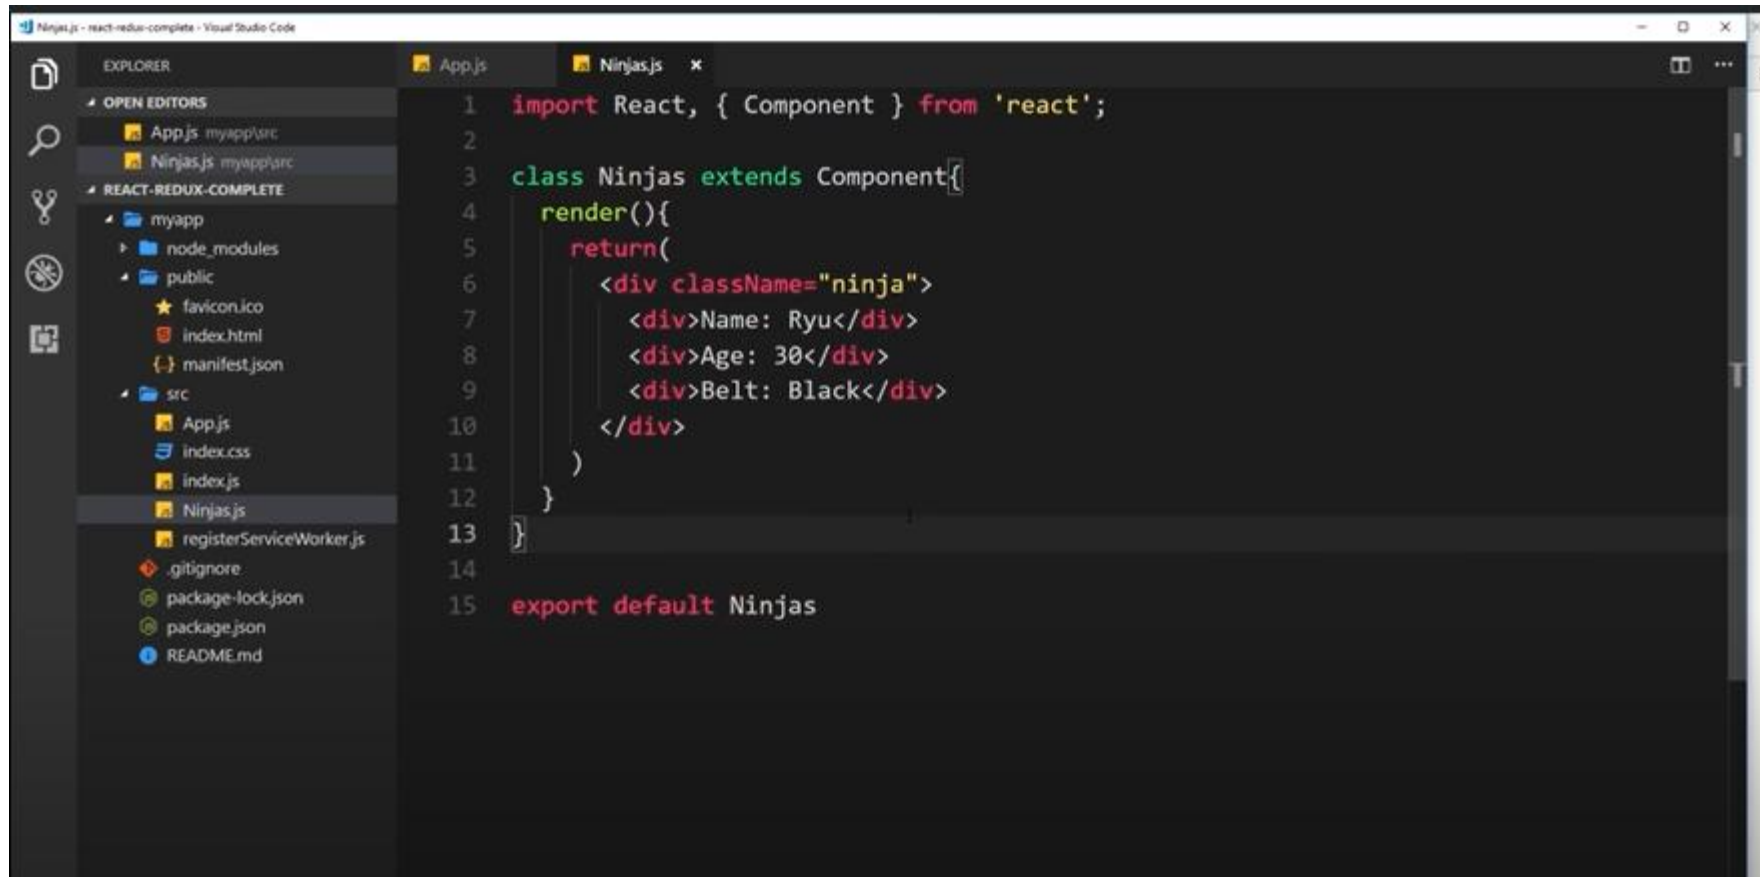 Ninjas.js - react-redux-complete - Visual Studio Code
EXPLORER
OPEN EDITORS
App.js myapp\src
Ninjas.js myapp\src
REACT-REDUX-COMPLETE
myapp
node_modules
public
favicon.ico
index.html
manifest.json
src
App.js
index.css
index.js
Ninjas.js
registerServiceWorker.js
.gitignore
package-lock.json
package.json
README.md
App.js Ninjas.js
1 import React, { Component } from 'react';
2
3 class Ninjas extends Component{
4 render(){
5 return(
6 <div className="ninja">
7 <div>Name: Ryu</div>
8 <div>Age: 30</div>
9 <div>Belt: Black</div>
10 </div>
11 )
12 }
13 }
14
15 export default Ninjas